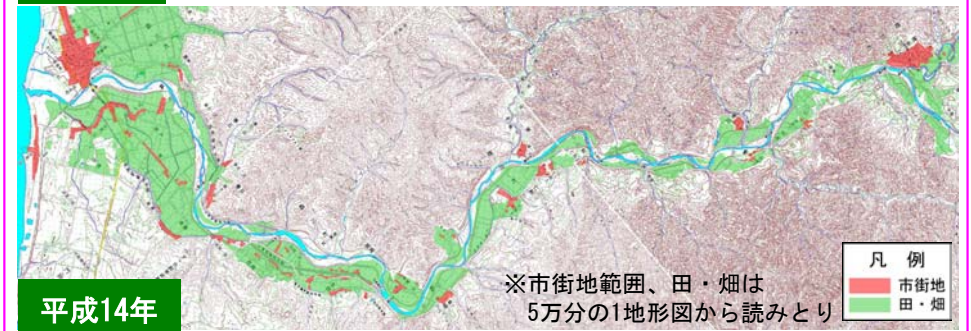 ※市街地範囲、田・畑は
5万分の1地形図から読みとり
凡 例
市街地
田・畑
平成14年